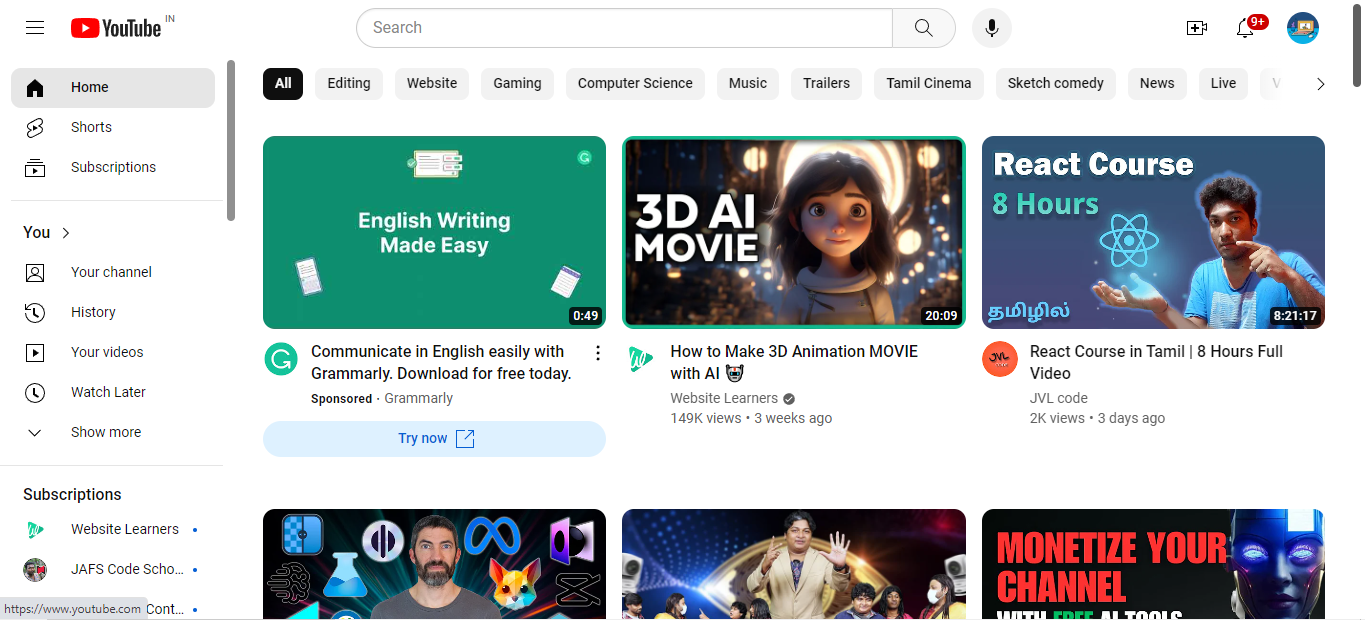 YouTube IN
Search
9+
Home
Shorts
Subscriptions
You
Your channel
History
Your videos
Watch Later
Show more
Subscriptions
Website Learners
JAFS Code Scho...
Cont...
https://www.youtube.com
All
Editing
Website
Gaming
Computer Science
Music
Trailers
Tamil Cinema
Sketch comedy
News
Live
English Writing
Made Easy
0:49
Communicate in English easily with
Grammarly. Download for free today.
Sponsored · Grammarly
Try now
3D AI
MOVIE
20:09
How to Make 3D Animation MOVIE
with AI
Website Learners
149K views • 3 weeks ago
React Course
8 Hours
தமிழில்
8:21:17
JVL
React Course in Tamil | 8 Hours Full
Video
JVL code
2K views • 3 days ago
MONETIZE YOUR
CHANNEL
WITH FREE AI TOOLS